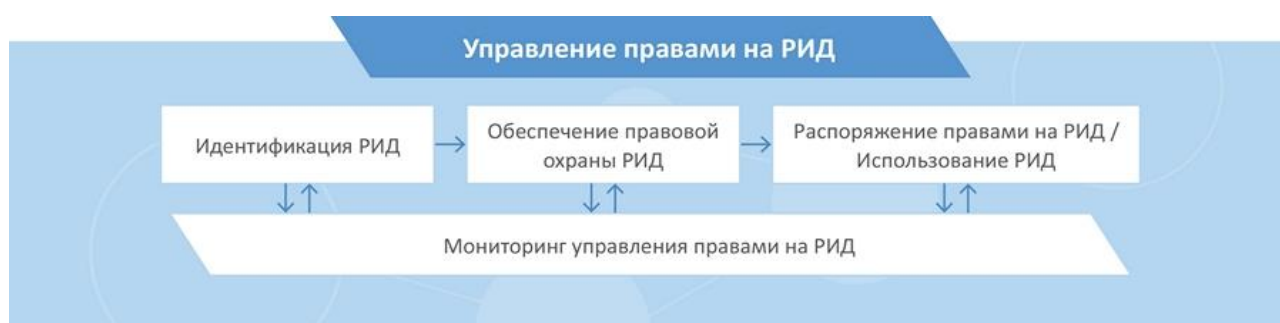 Управление правами на РИД
Идентификация РИД
Обеспечение правовой
охраны РИД
Распоряжение правами на РИД /
Использование РИД
Мониторинг управления правами на РИД